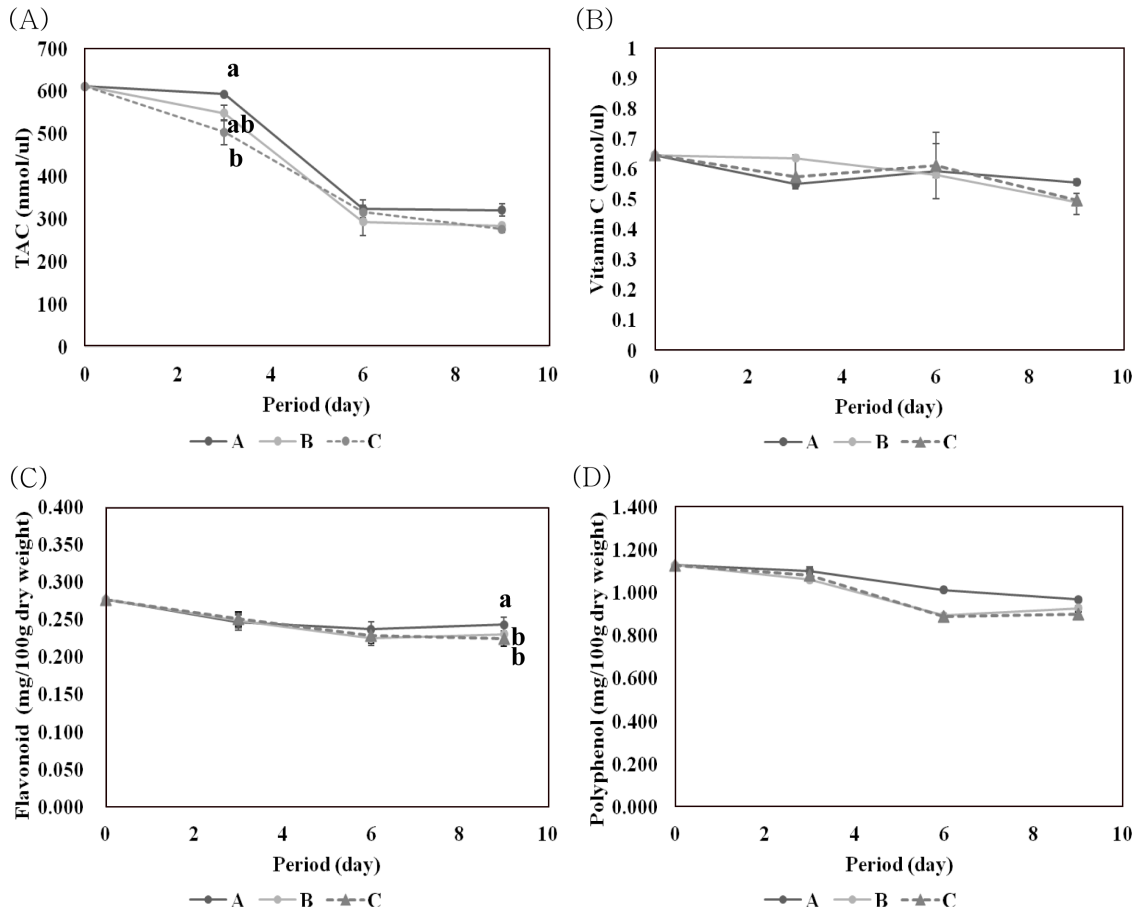 (A)
TAC (nmol/ul)
700
600
500
400
300
200
100
0
a
ab
b
0 2 4 6 8 10
Period (day)
A B C
(B)
Vitamin C (umol/ul)
1
0.9
0.8
0.7
0.6
0.5
0.4
0.3
0.2
0.1
0
0 2 4 6 8 10
Period (day)
A B C
(C)
Flavonoid (mg/100g dry weight)
0.400
0.350
0.300
0.250
0.200
0.150
0.100
0.050
0.000
a
b
b
0 2 4 6 8 10
Period (day)
A B C
(D)
Polyphenol (mg/100g dry weight)
1.400
1.200
1.000
0.800
0.600
0.400
0.200
0.000
0 2 4 6 8 10
Period (day)
A B C